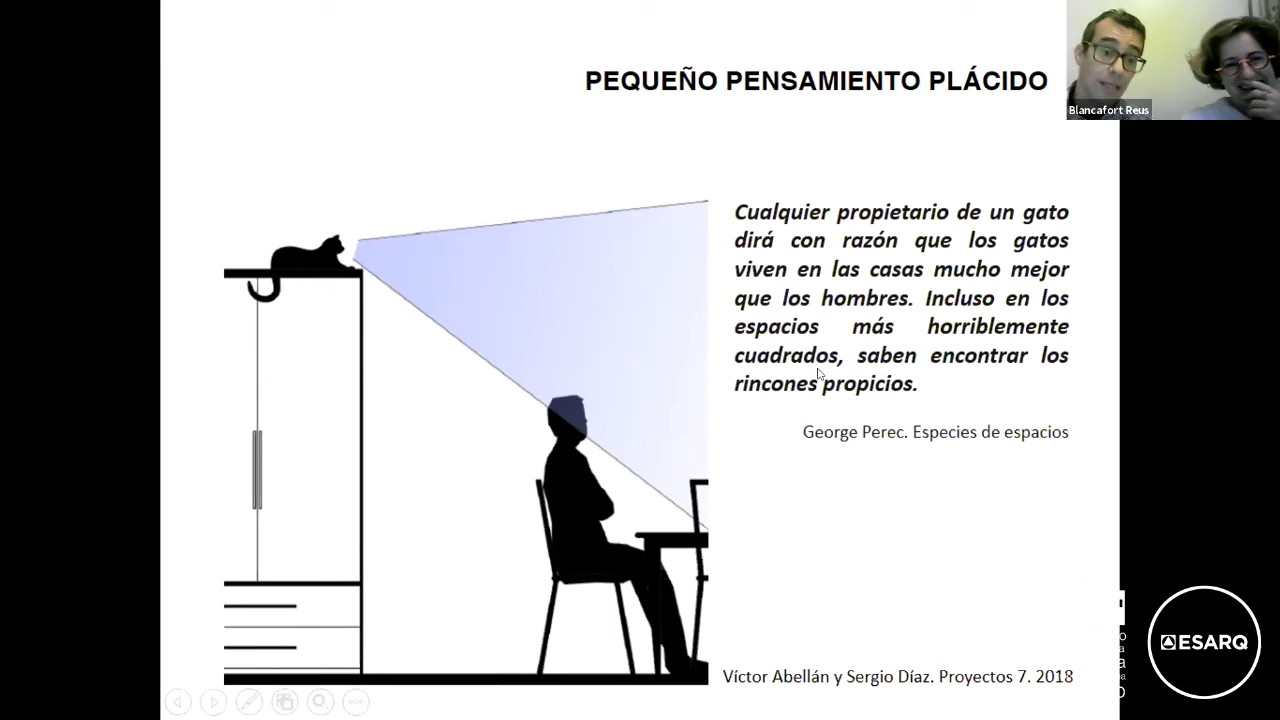 PEQUEÑO PENSAMIENTO PLÁCIDO
Blancafort Reus
Cualquier propietario de un gato
dirá con razón que los gatos
viven en las casas mucho mejor
que los hombres. Incluso en los
espacios más horriblemente
cuadrados, saben encontrar los
rincones propicios.
George Perec. Especies de espacios
ESARQ
Víctor Abellán y Sergio Díaz. Proyectos 7. 2018